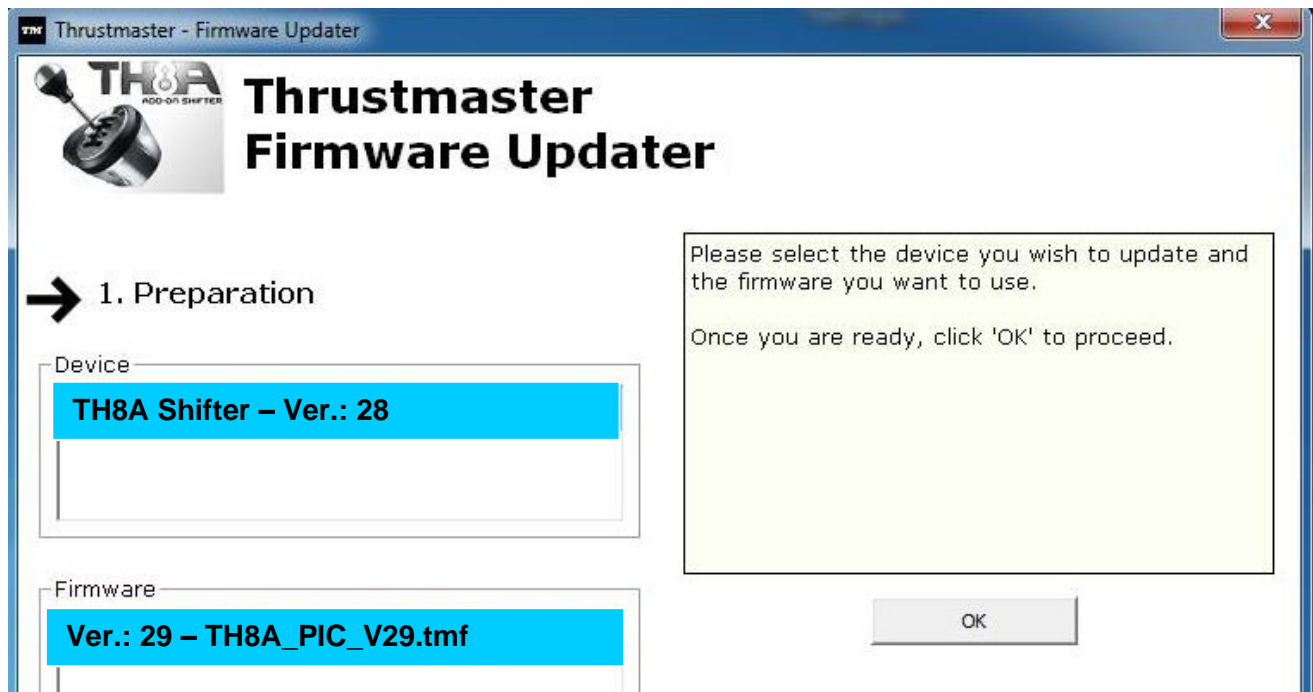 Thrustmaster - Firmware Updater
TH8A
ADD-ON SHIFTER
Thrustmaster
Firmware Updater
1. Preparation
Please select the device you wish to update and
the firmware you want to use.
Once you are ready, click 'OK' to proceed.
Device
TH8A Shifter – Ver.: 28
Firmware
Ver.: 29 – TH8A_PIC_V29.tmf
OK